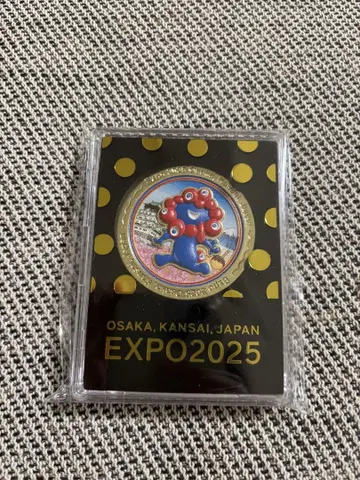 OSAKA, KANSAI, JAPAN
EXPO2025